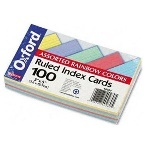 Oxford
ASSORTED RAINBOW COLORS
Ruled Index Cards
100